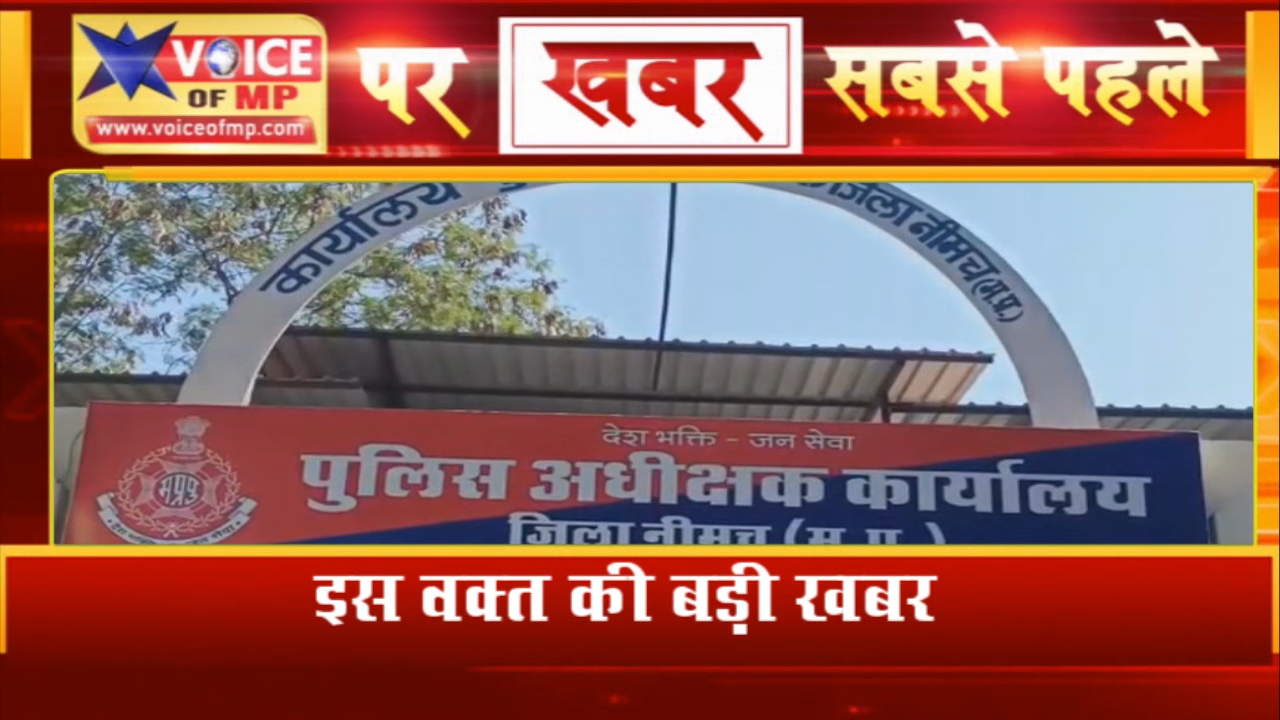 VOICE
OF MP
www.voiceofmp.com
पर खबर सबसे पहले
कार्यालय
जिला नीमच (म.प्र.)
देश भक्ति - जन सेवा
पुलिस अधीक्षक कार्यालय
जिला नीमच (म. प्र.)
इस वक्त की बड़ी खबर